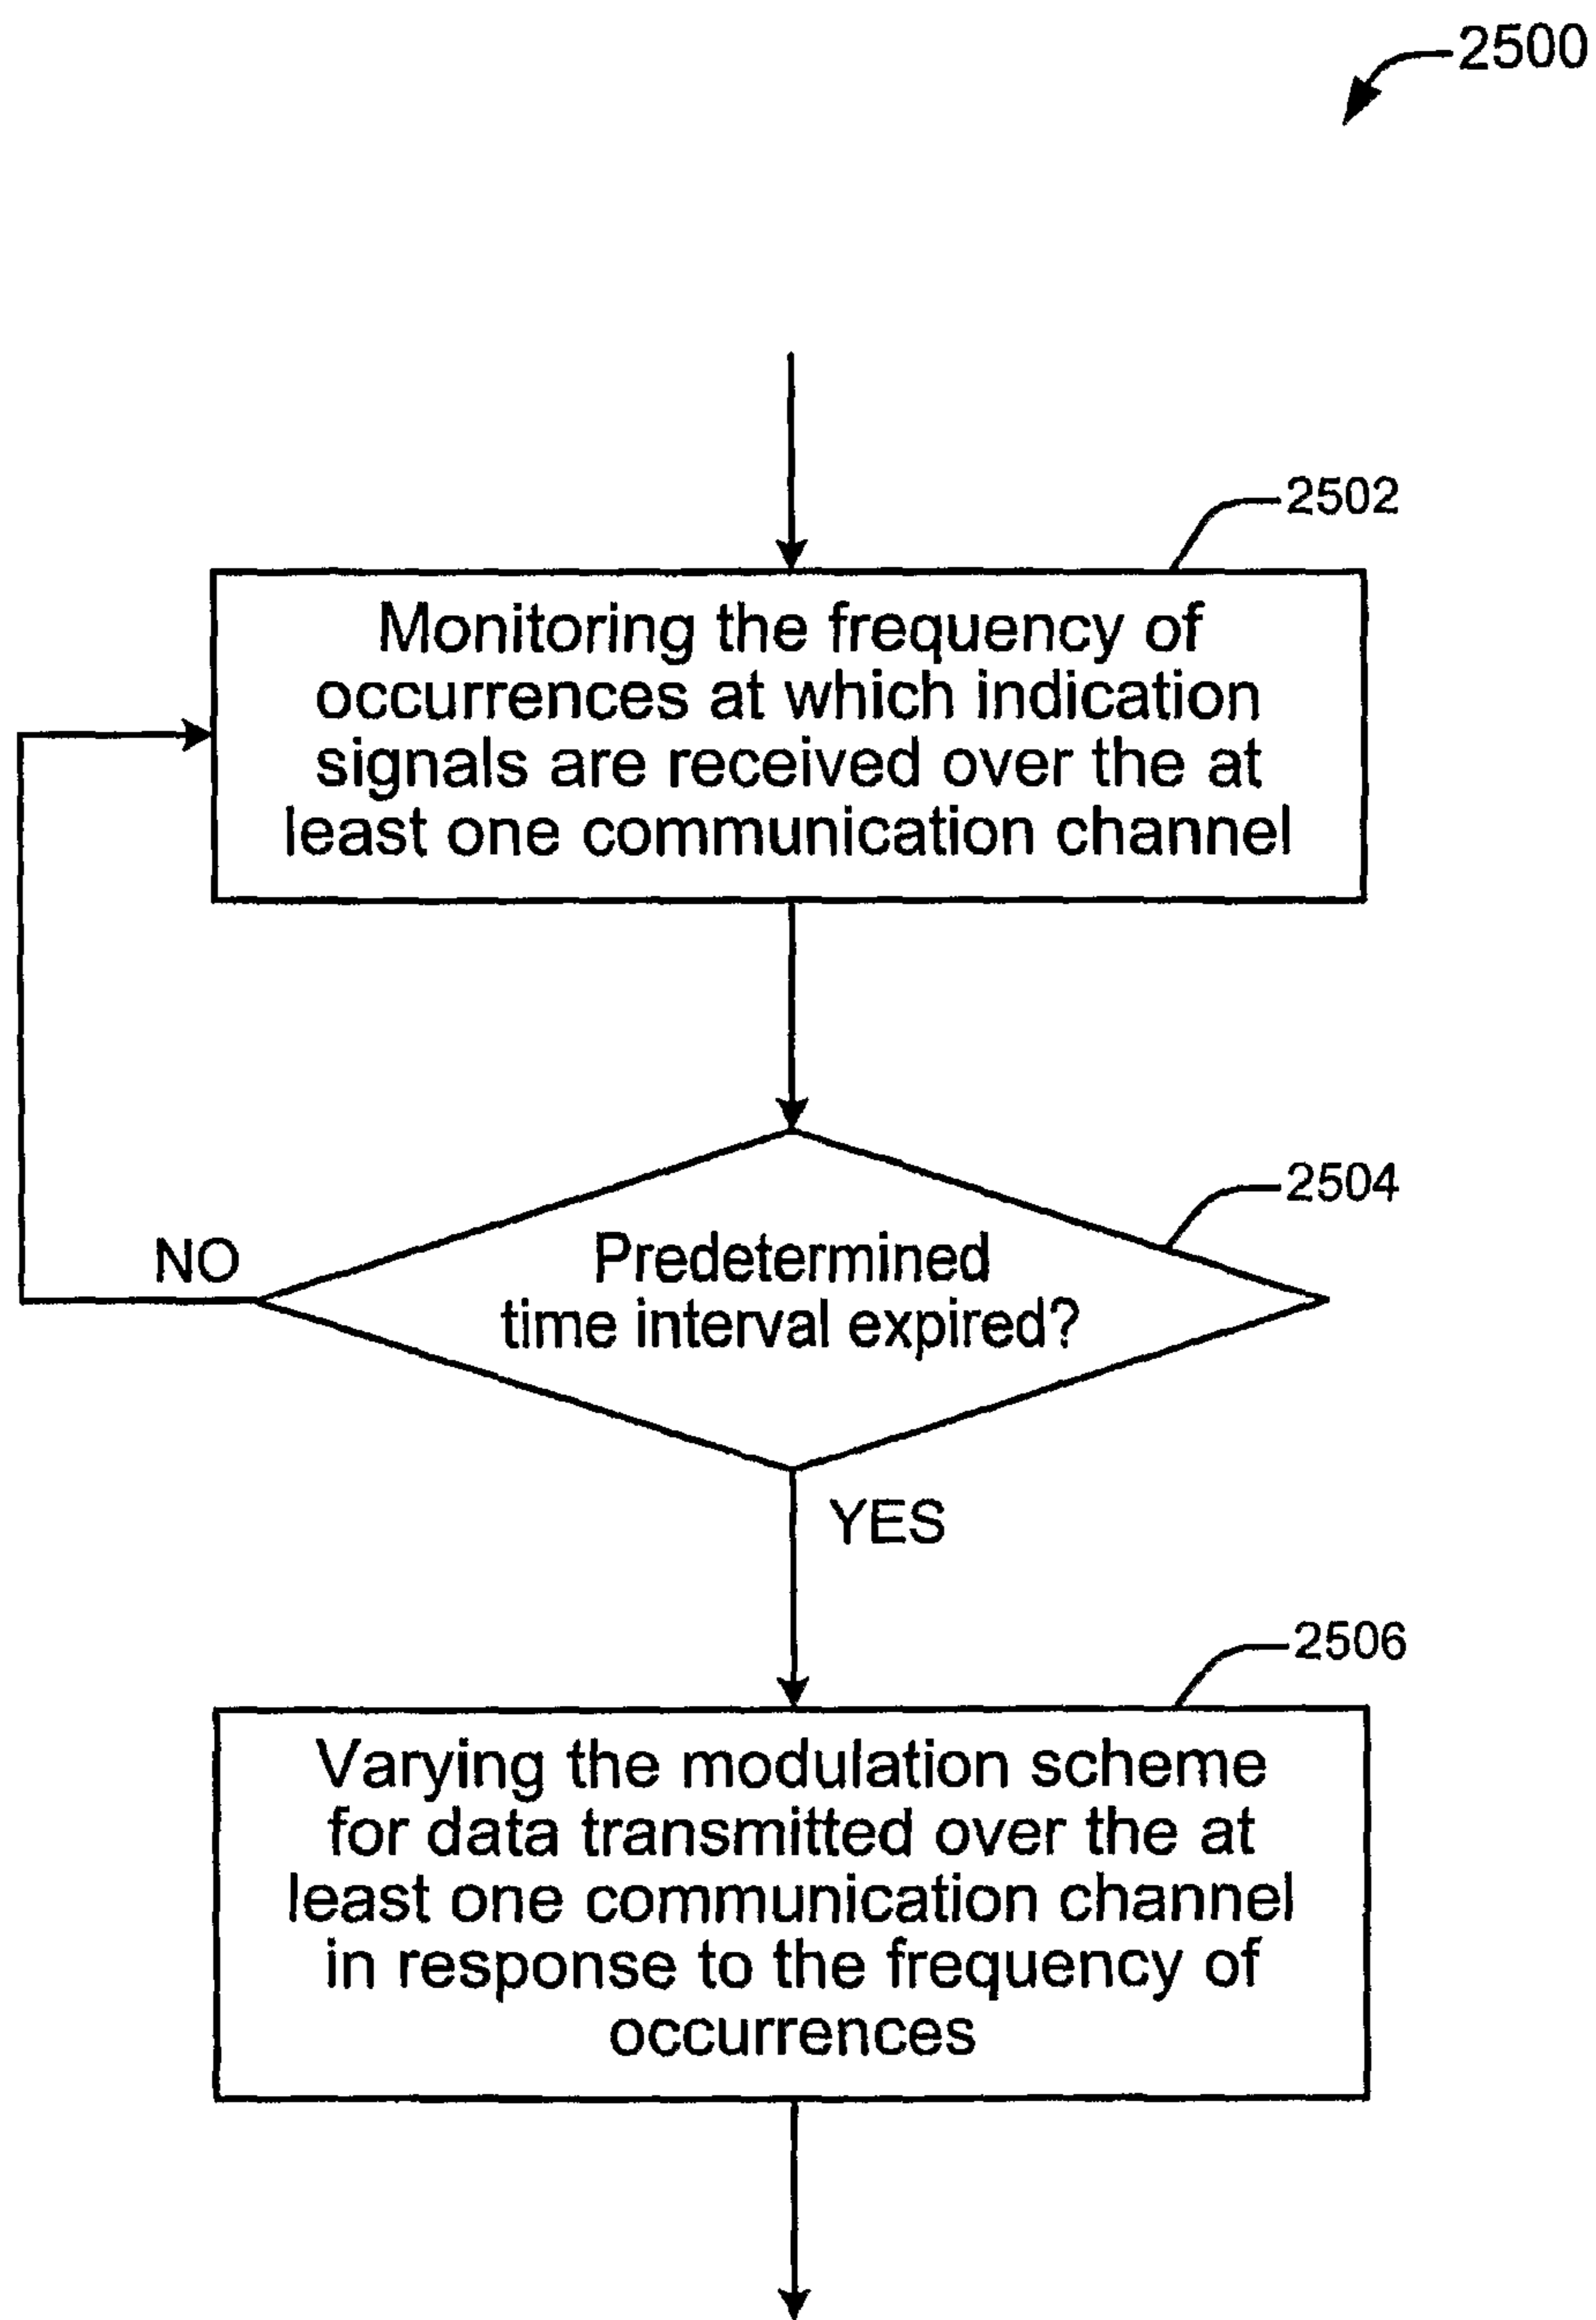 2500
2502
Monitoring the frequency of
occurrences at which indication
signals are received over the at
least one communication channel
2504
NO
Predetermined
time interval expired?
YES
2506
Varying the modulation scheme
for data transmitted over the at
least one communication channel
in response to the frequency of
occurrences